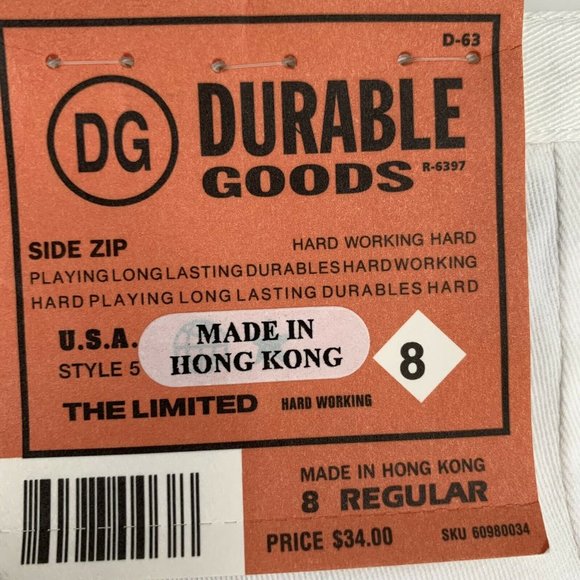 D-63
DG DURABLE
GOODS R-6397
SIDE ZIP HARD WORKING HARD
PLAYING LONG LASTING DURABLES HARD WORKING
HARD PLAYING LONG LASTING DURABLES HARD
U.S.A. MADE IN
STYLE 5 HONG KONG 8
THE LIMITED HARD WORKING
MADE IN HONG KONG
8 REGULAR
PRICE $34.00 SKU 60980034